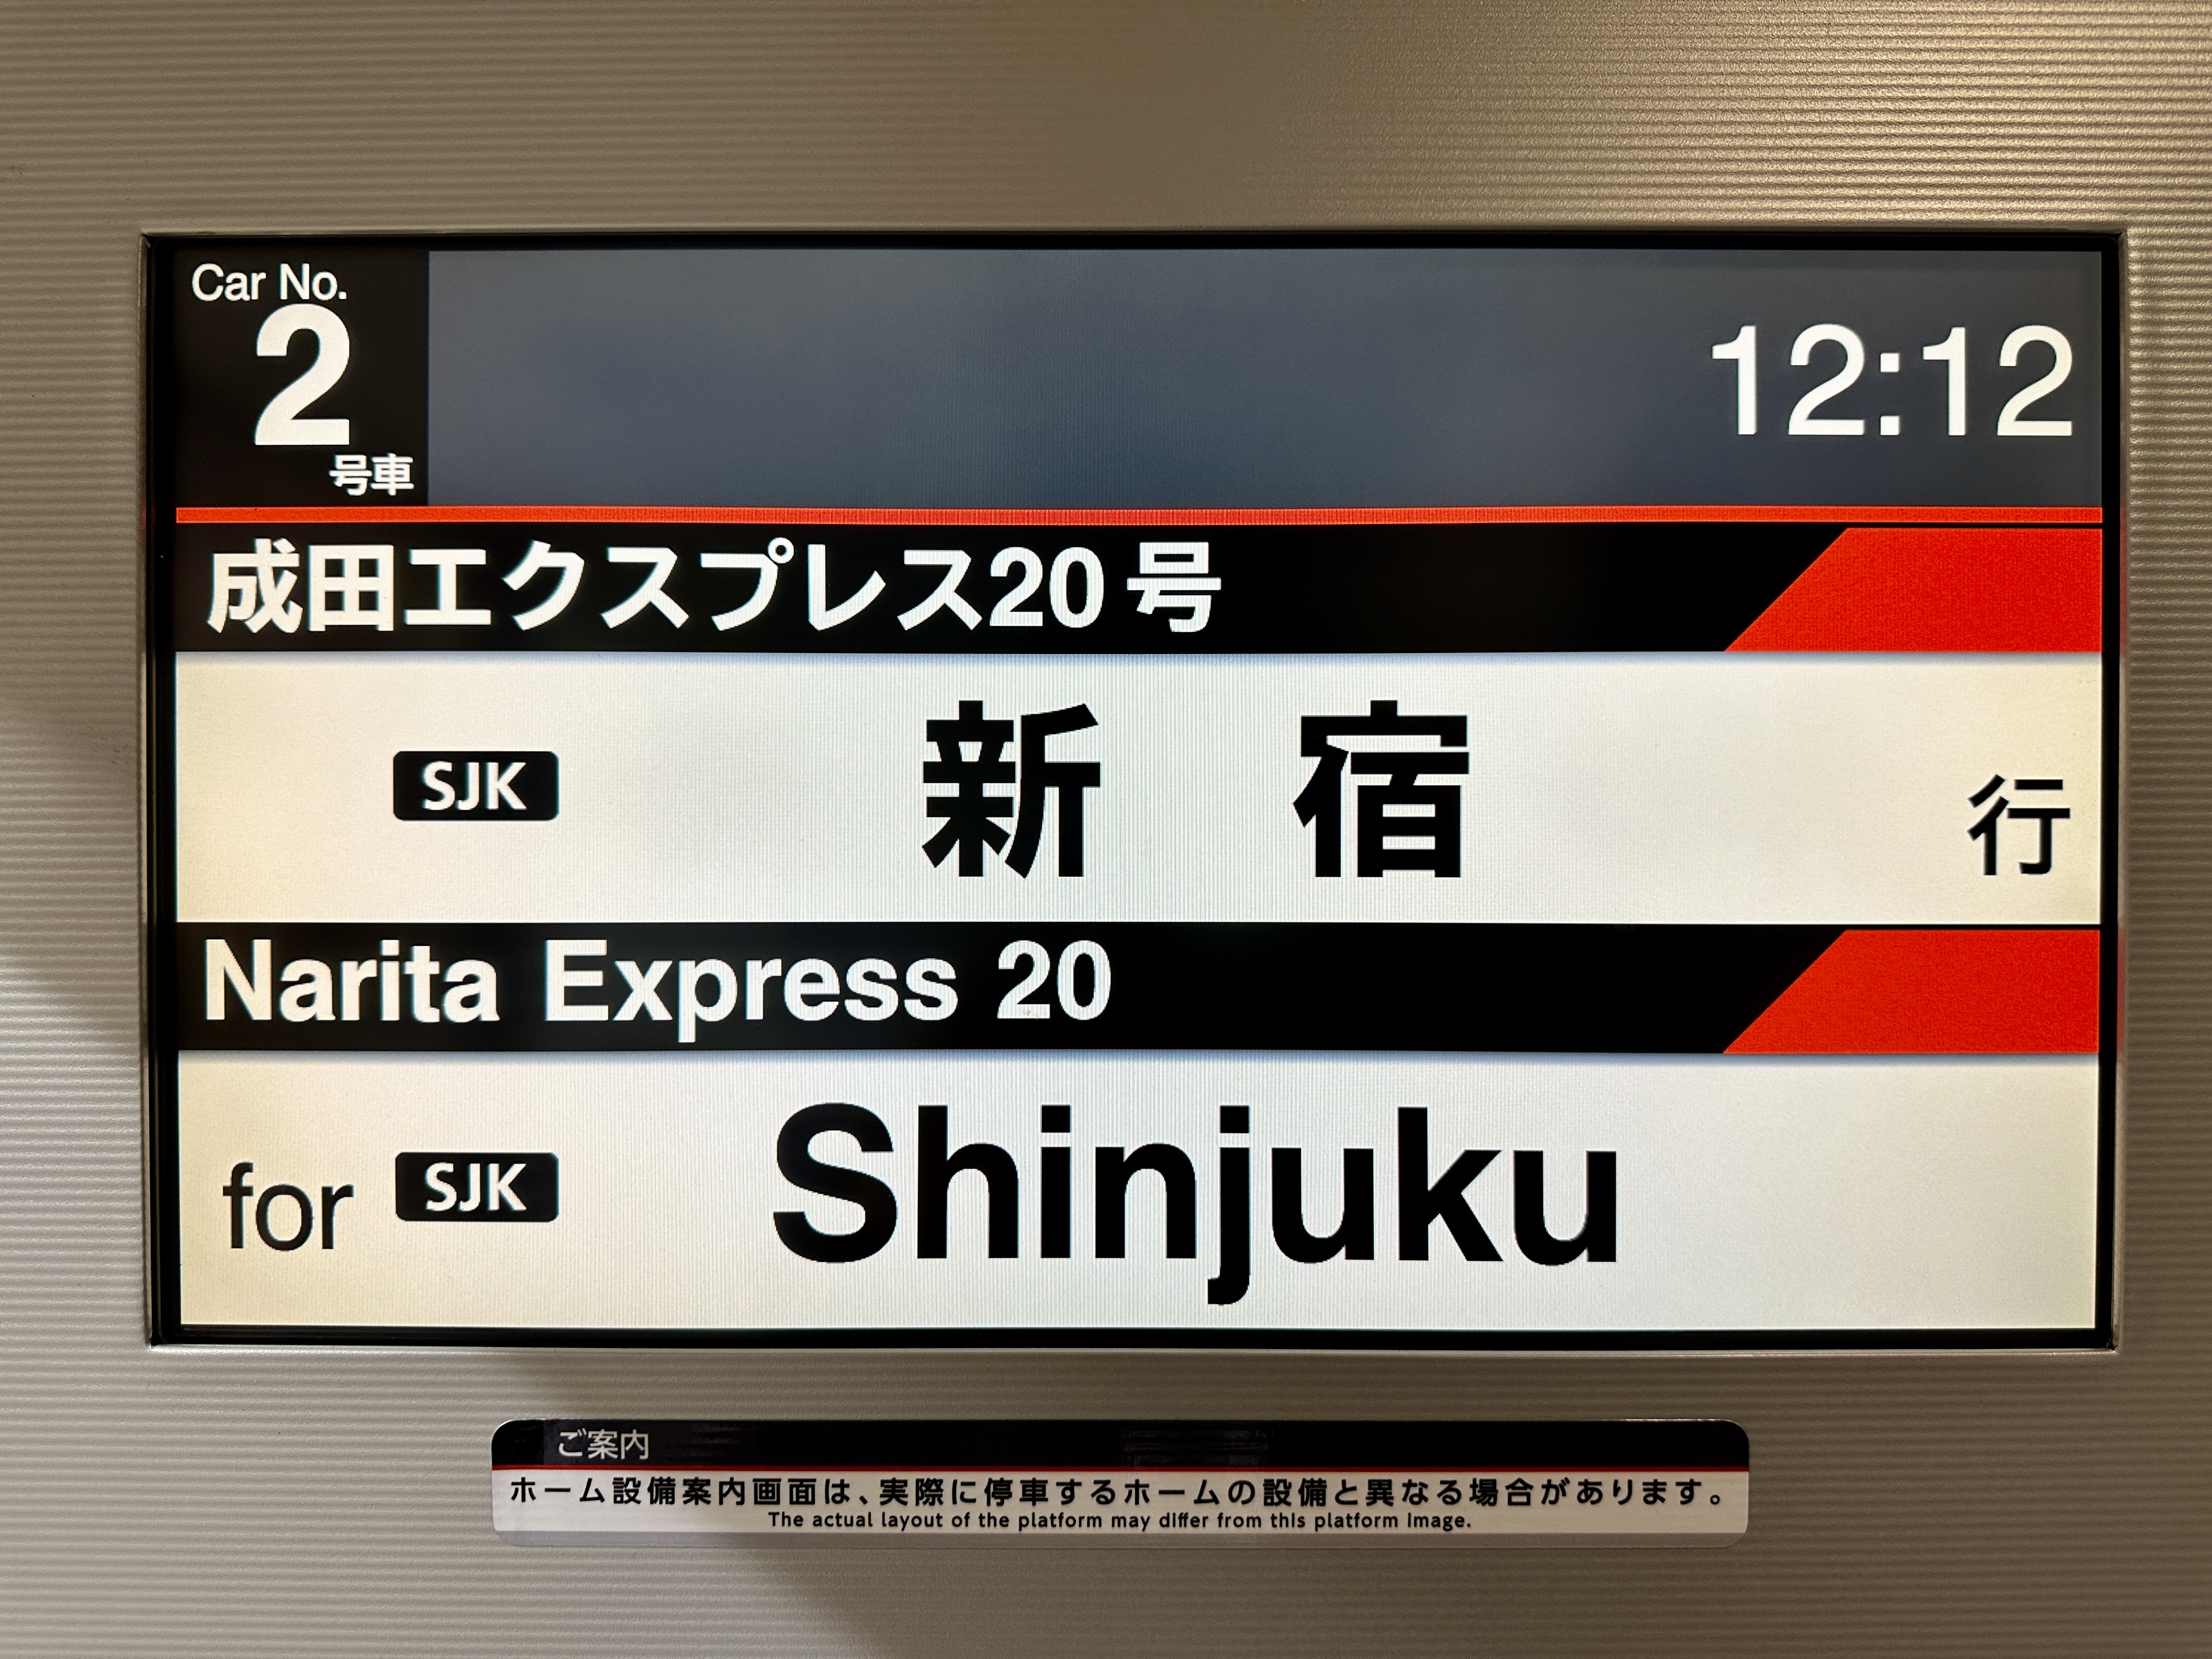 Car No.
2
号車
12:12
成田エクスプレス20号
SJK 新宿 行
Narita Express 20
for SJK Shinjuku
ご案内
ホーム設備案内画面は、実際に停車するホームの設備と異なる場合があります。
The actual layout of the platform may differ from this platform image.